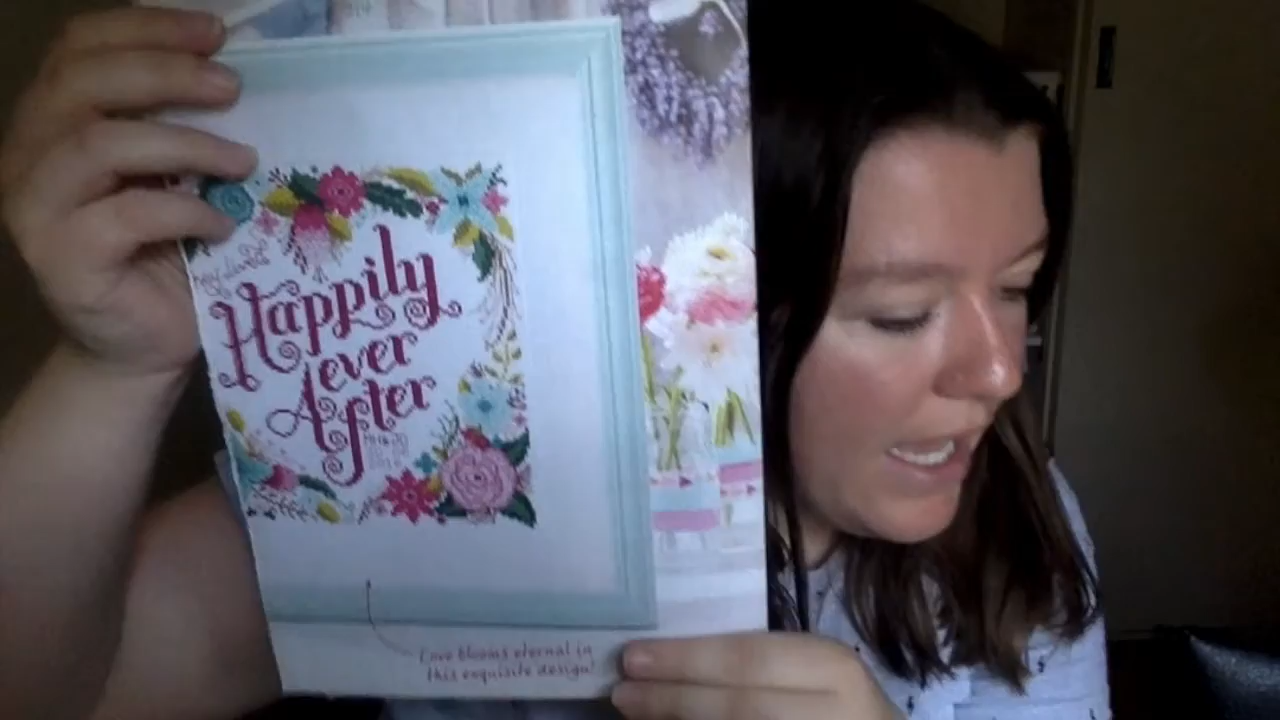 Happily
ever
After
Love blooms eternal in
this exquisite design!